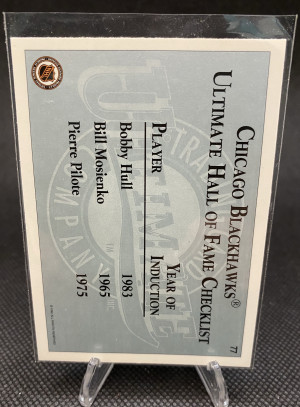 77
CHICAGO BLACKHAWKS®
ULTIMATE HALL OF FAME CHECKLIST
PLAYER YEAR OF INDUCTION
Bobby Hull 1983
Bill Mosienko 1965
Pierre Pilote 1975